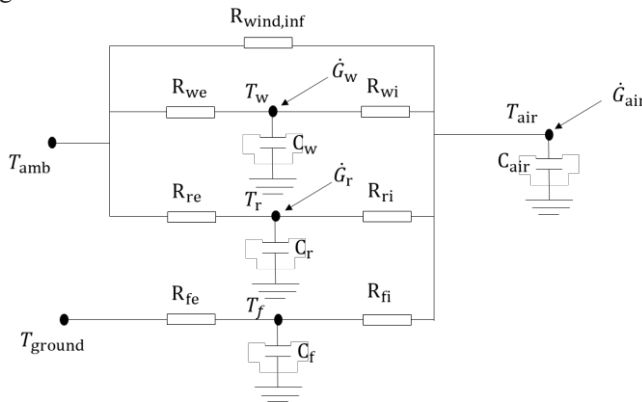 R_wind,inf
R_we
T_w
Ġ_w
R_wi
T_air
Ġ_air
T_amb
C_w
C_air
R_re
T_r
Ġ_r
R_ri
C_r
R_fe
T_f
R_fi
T_ground
C_f